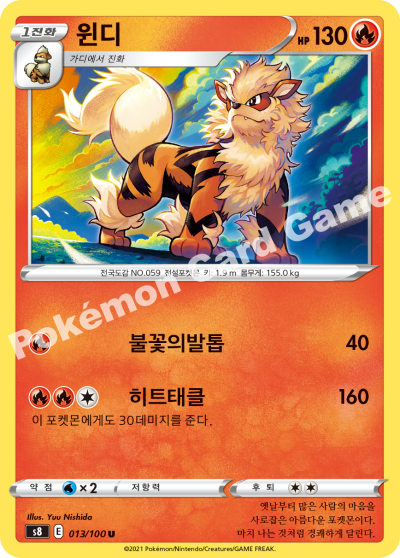 1진화
윈디
HP 130
가디에서 진화
전국도감 NO.059 전설포켓몬 키: 1.9 m 몸무게: 155.0 kg
Pokémon Card Game
불꽃의발톱 40
히트태클 160
이 포켓몬에게도 30데미지를 준다.
약점 ×2 저항력 후퇴
Illus. Yuu Nishida
s8 E 013/100 U
옛날부터 많은 사람의 마음을
사로잡은 아름다운 포켓몬이다.
마치 나는 것처럼 경쾌하게 달린다.
©2021 Pokémon/Nintendo/Creatures/GAME FREAK.